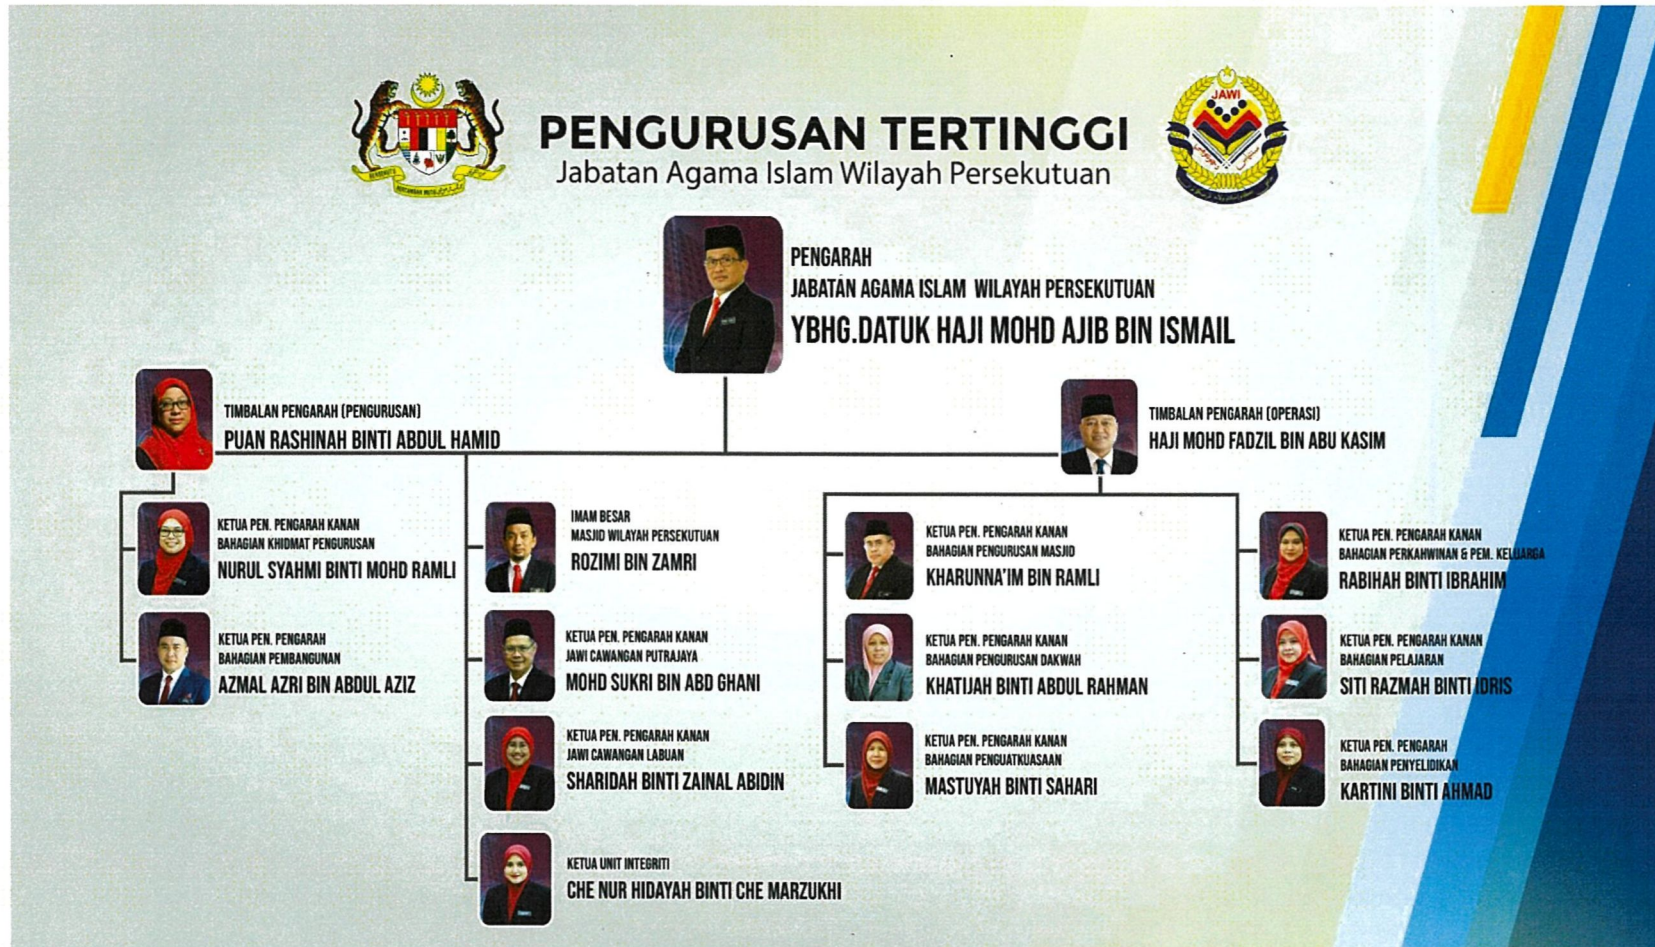 JAWI
PENGURUSAN TERTINGGI
Jabatan Agama Islam Wilayah Persekutuan
PENGARAH
JABATAN AGAMA ISLAM WILAYAH PERSEKUTUAN
YBHG.DATUK HAJI MOHD AJIB BIN ISMAIL
TIMBALAN PENGARAH (PENGURUSAN)
PUAN RASHINAH BINTI ABDUL HAMID
TIMBALAN PENGARAH (OPERASI)
HAJI MOHD FADZIL BIN ABU KASIM
KETUA PEN. PENGARAH KANAN
BAHAGIAN KHIDMAT PENGURUSAN
NURUL SYAHMI BINTI MOHD RAMLI
KETUA PEN. PENGARAH
BAHAGIAN PEMBANGUNAN
AZMAL AZRI BIN ABDUL AZIZ
IMAM BESAR
MASJID WILAYAH PERSEKUTUAN
ROZIMI BIN ZAMRI
KETUA PEN. PENGARAH KANAN
JAWI CAWANGAN PUTRAJAYA
MOHD SUKRI BIN ABD GHANI
KETUA PEN. PENGARAH KANAN
JAWI CAWANGAN LABUAN
SHARIDAH BINTI ZAINAL ABIDIN
KETUA UNIT INTEGRITI
CHE NUR HIDAYAH BINTI CHE MARZUKHI
KETUA PEN. PENGARAH KANAN
BAHAGIAN PENGURUSAN MASJID
KHARUNNA'IM BIN RAMLI
KETUA PEN. PENGARAH KANAN
BAHAGIAN PENGURUSAN DAKWAH
KHATIJAH BINTI ABDUL RAHMAN
KETUA PEN. PENGARAH KANAN
BAHAGIAN PENGUATKUASAAN
MASTUYAH BINTI SAHARI
KETUA PEN. PENGARAH KANAN
BAHAGIAN PERKAHWINAN & PEM. KELUARGA
RABIHAH BINTI IBRAHIM
KETUA PEN. PENGARAH KANAN
BAHAGIAN PELAJARAN
SITI RAZMAH BINTI IDRIS
KETUA PEN. PENGARAH
BAHAGIAN PENYELIDIKAN
KARTINI BINTI AHMAD